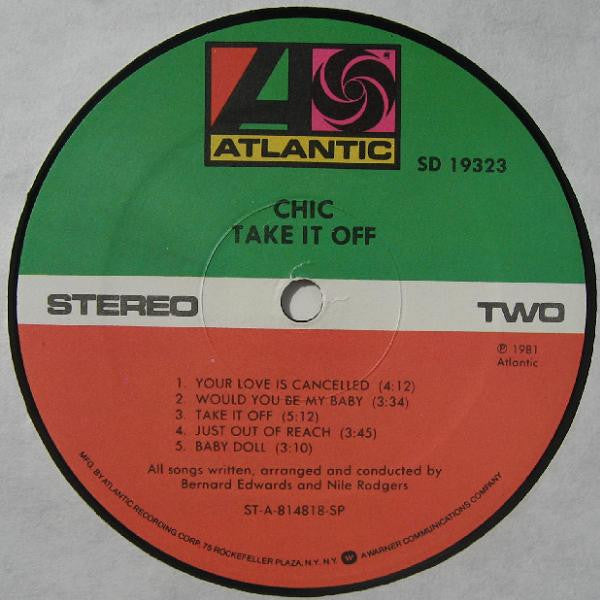 ATLANTIC
SD 19323
CHIC
TAKE IT OFF
STEREO TWO
℗ 1981
Atlantic
1. YOUR LOVE IS CANCELLED (4:12)
2. WOULD YOU BE MY BABY (3:34)
3. TAKE IT OFF (5:12)
4. JUST OUT OF REACH (3:45)
5. BABY DOLL (3:10)
All songs written, arranged and conducted by
Bernard Edwards and Nile Rodgers
ST-A-814818-SP
MFG. BY ATLANTIC RECORDING CORP. 75 ROCKEFELLER PLAZA, N.Y. N.Y. A WARNER COMMUNICATIONS COMPANY